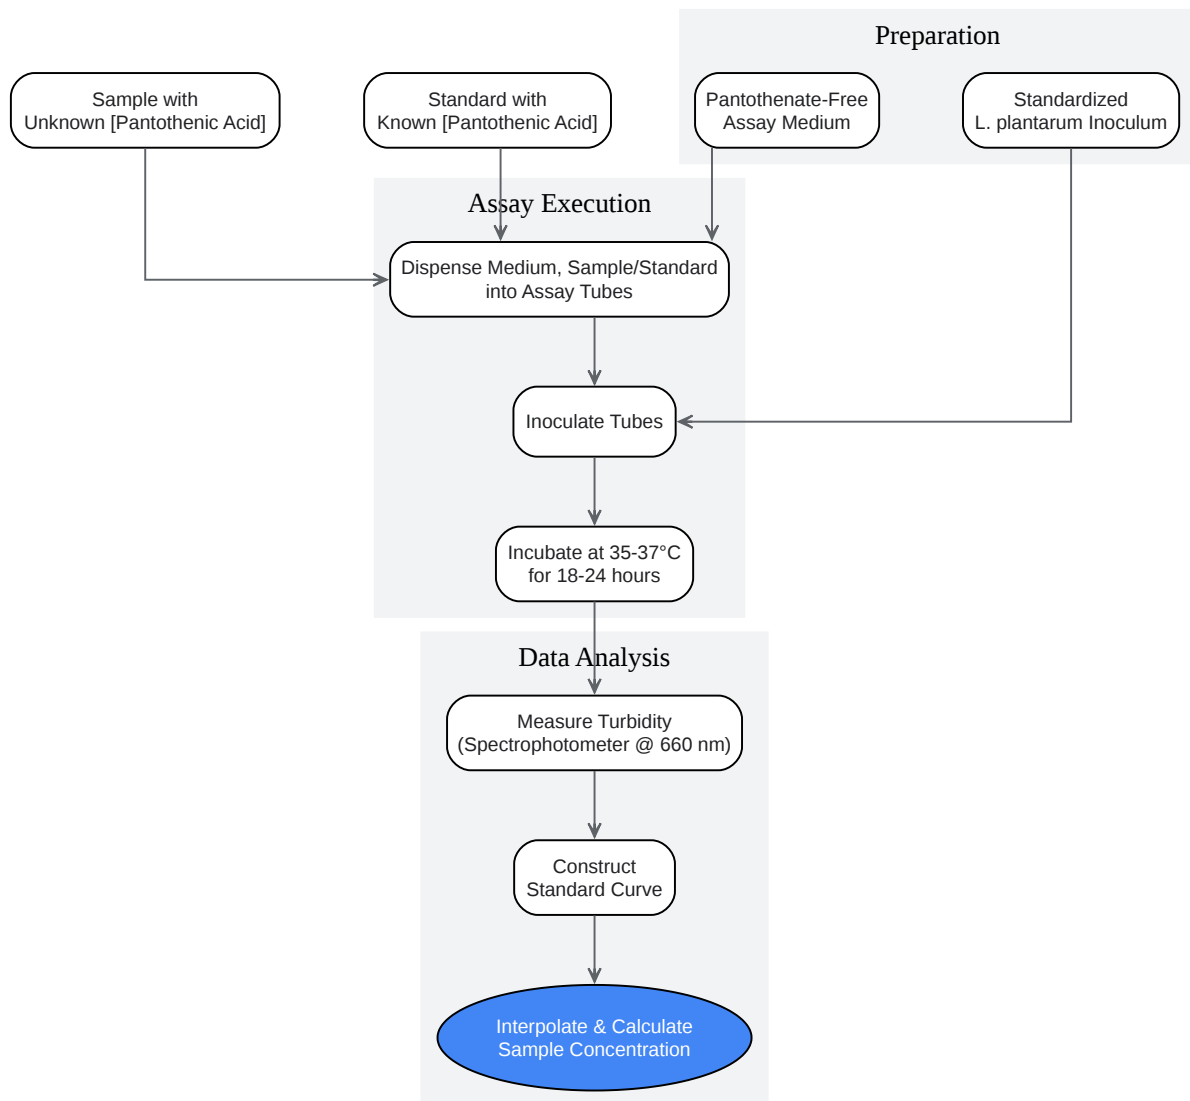 Preparation
Sample with
Unknown [Pantothenic Acid]
Standard with
Known [Pantothenic Acid]
Pantothenate-Free
Assay Medium
Standardized
L. plantarum Inoculum
Assay Execution
Dispense Medium, Sample/Standard
into Assay Tubes
Inoculate Tubes
Incubate at 35-37°C
for 18-24 hours
Data Analysis
Measure Turbidity
(Spectrophotometer @ 660 nm)
Construct
Standard Curve
Interpolate & Calculate
Sample Concentration